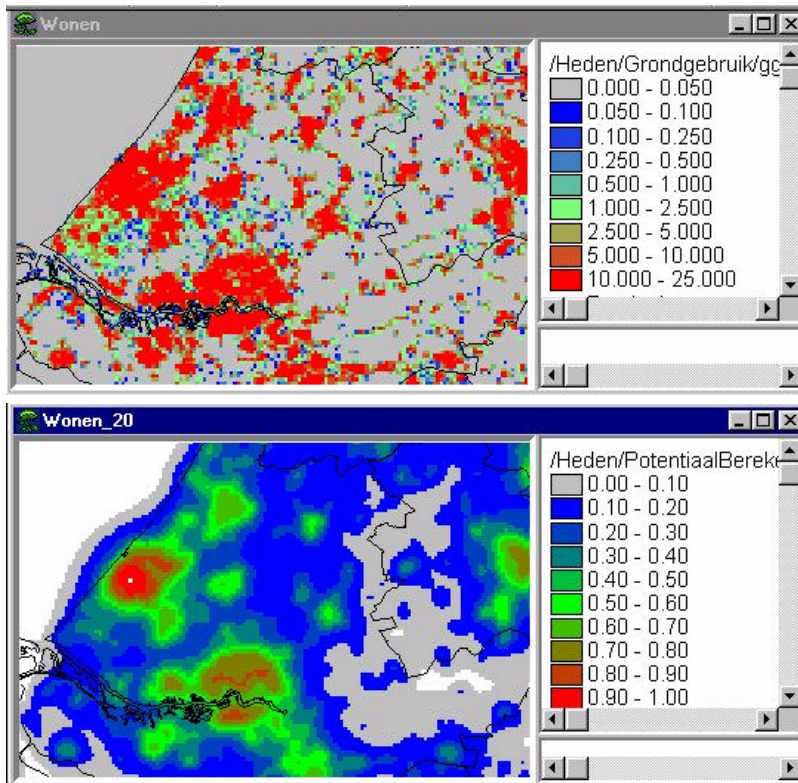 Wonen
/Heden/Grondgebruik/gg
0.000 - 0.050
0.050 - 0.100
0.100 - 0.250
0.250 - 0.500
0.500 - 1.000
1.000 - 2.500
2.500 - 5.000
5.000 - 10.000
10.000 - 25.000
Wonen_20
/Heden/PotentiaalBereke
0.00 - 0.10
0.10 - 0.20
0.20 - 0.30
0.30 - 0.40
0.40 - 0.50
0.50 - 0.60
0.60 - 0.70
0.70 - 0.80
0.80 - 0.90
0.90 - 1.00